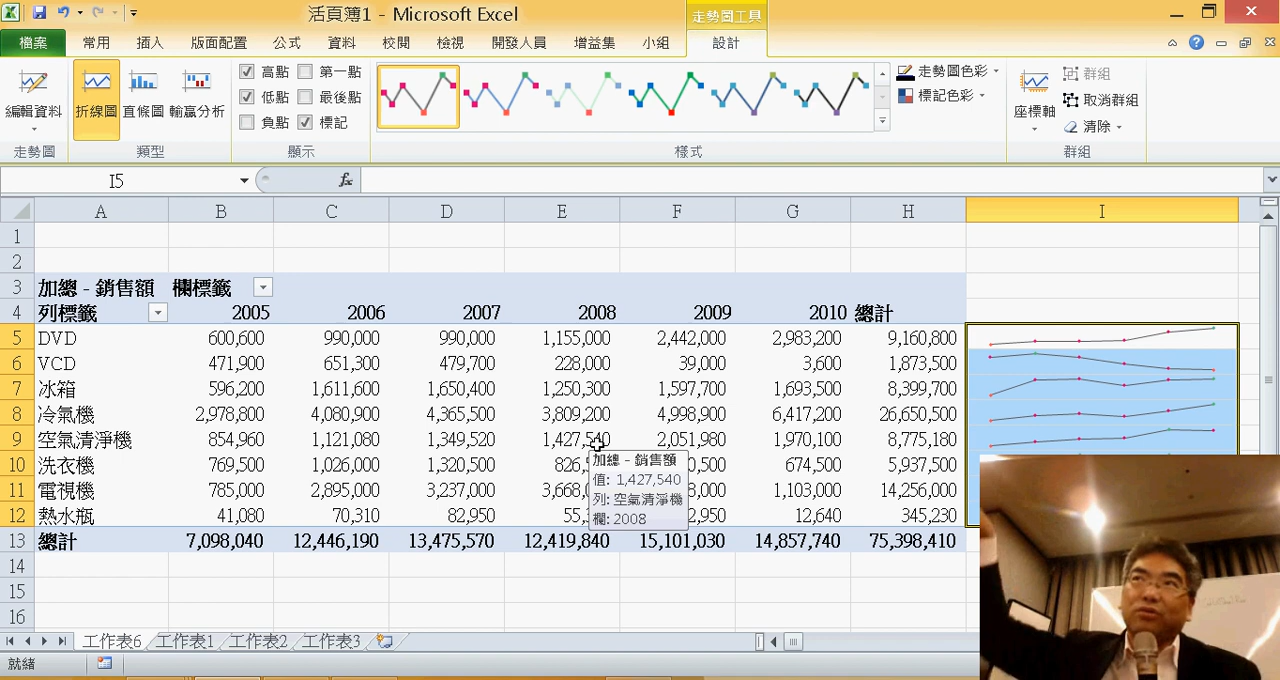 活頁簿1 - Microsoft Excel
走勢圖工具
檔案 常用 插入 版面配置 公式 資料 校閱 檢視 開發人員 增益集 小組 設計
編輯資料 折線圖 直條圖 輸贏分析
高點 第一點
低點 最後點
負點 標記
走勢圖色彩
標記色彩
座標軸
群組
取消群組
清除
走勢圖 類型 顯示 樣式 群組
I5 fx
A B C D E F G H I
1
2
3 加總 - 銷售額 欄標籤
4 列標籤 2005 2006 2007 2008 2009 2010 總計
5 DVD 600,600 990,000 990,000 1,155,000 2,442,000 2,983,200 9,160,800
6 VCD 471,900 651,300 479,700 228,000 39,000 3,600 1,873,500
7 冰箱 596,200 1,611,600 1,650,400 1,250,300 1,597,700 1,693,500 8,399,700
8 冷氣機 2,978,800 4,080,900 4,365,500 3,809,200 4,998,900 6,417,200 26,650,500
9 空氣清淨機 854,960 1,121,080 1,349,520 1,427,540 2,051,980 1,970,100 8,775,180
10 洗衣機 769,500 1,026,000 1,320,500 674,500 5,937,500
11 電視機 785,000 2,895,000 3,237,000 1,103,000 14,256,000
12 熱水瓶 41,080 70,310 82,950 12,640 345,230
13 總計 7,098,040 12,446,190 13,475,570 12,419,840 15,101,030 14,857,740 75,398,410
14
15
16
加總 - 銷售額
值: 1,427,540
列: 空氣清淨機
欄: 2008
工作表6 工作表1 工作表2 工作表3
就緒